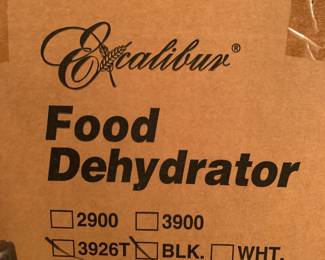 Excalibur®
Food
Dehydrator
☐ 2900 ☐ 3900
☑ 3926T ☑ BLK. ☐ WHT.